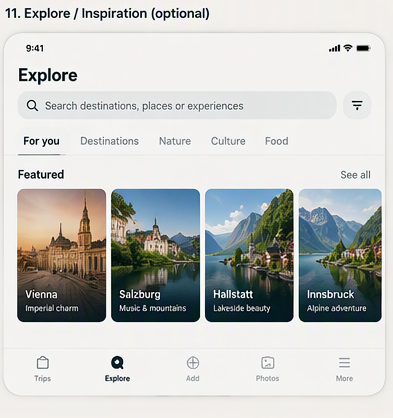 11. Explore / Inspiration (optional)
9:41
Explore
Search destinations, places or experiences
For you Destinations Nature Culture Food
Featured See all
Vienna Salzburg Hallstatt Innsbruck
Imperial charm Music & mountains Lakeside beauty Alpine adventure
Trips Explore Add Photos More